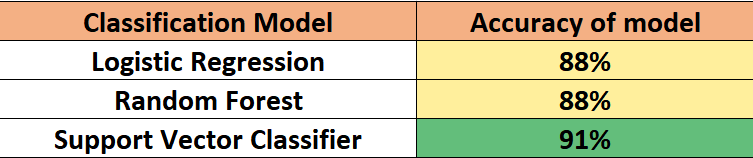 Classification Model Accuracy of model
Logistic Regression 88%
Random Forest 88%
Support Vector Classifier 91%